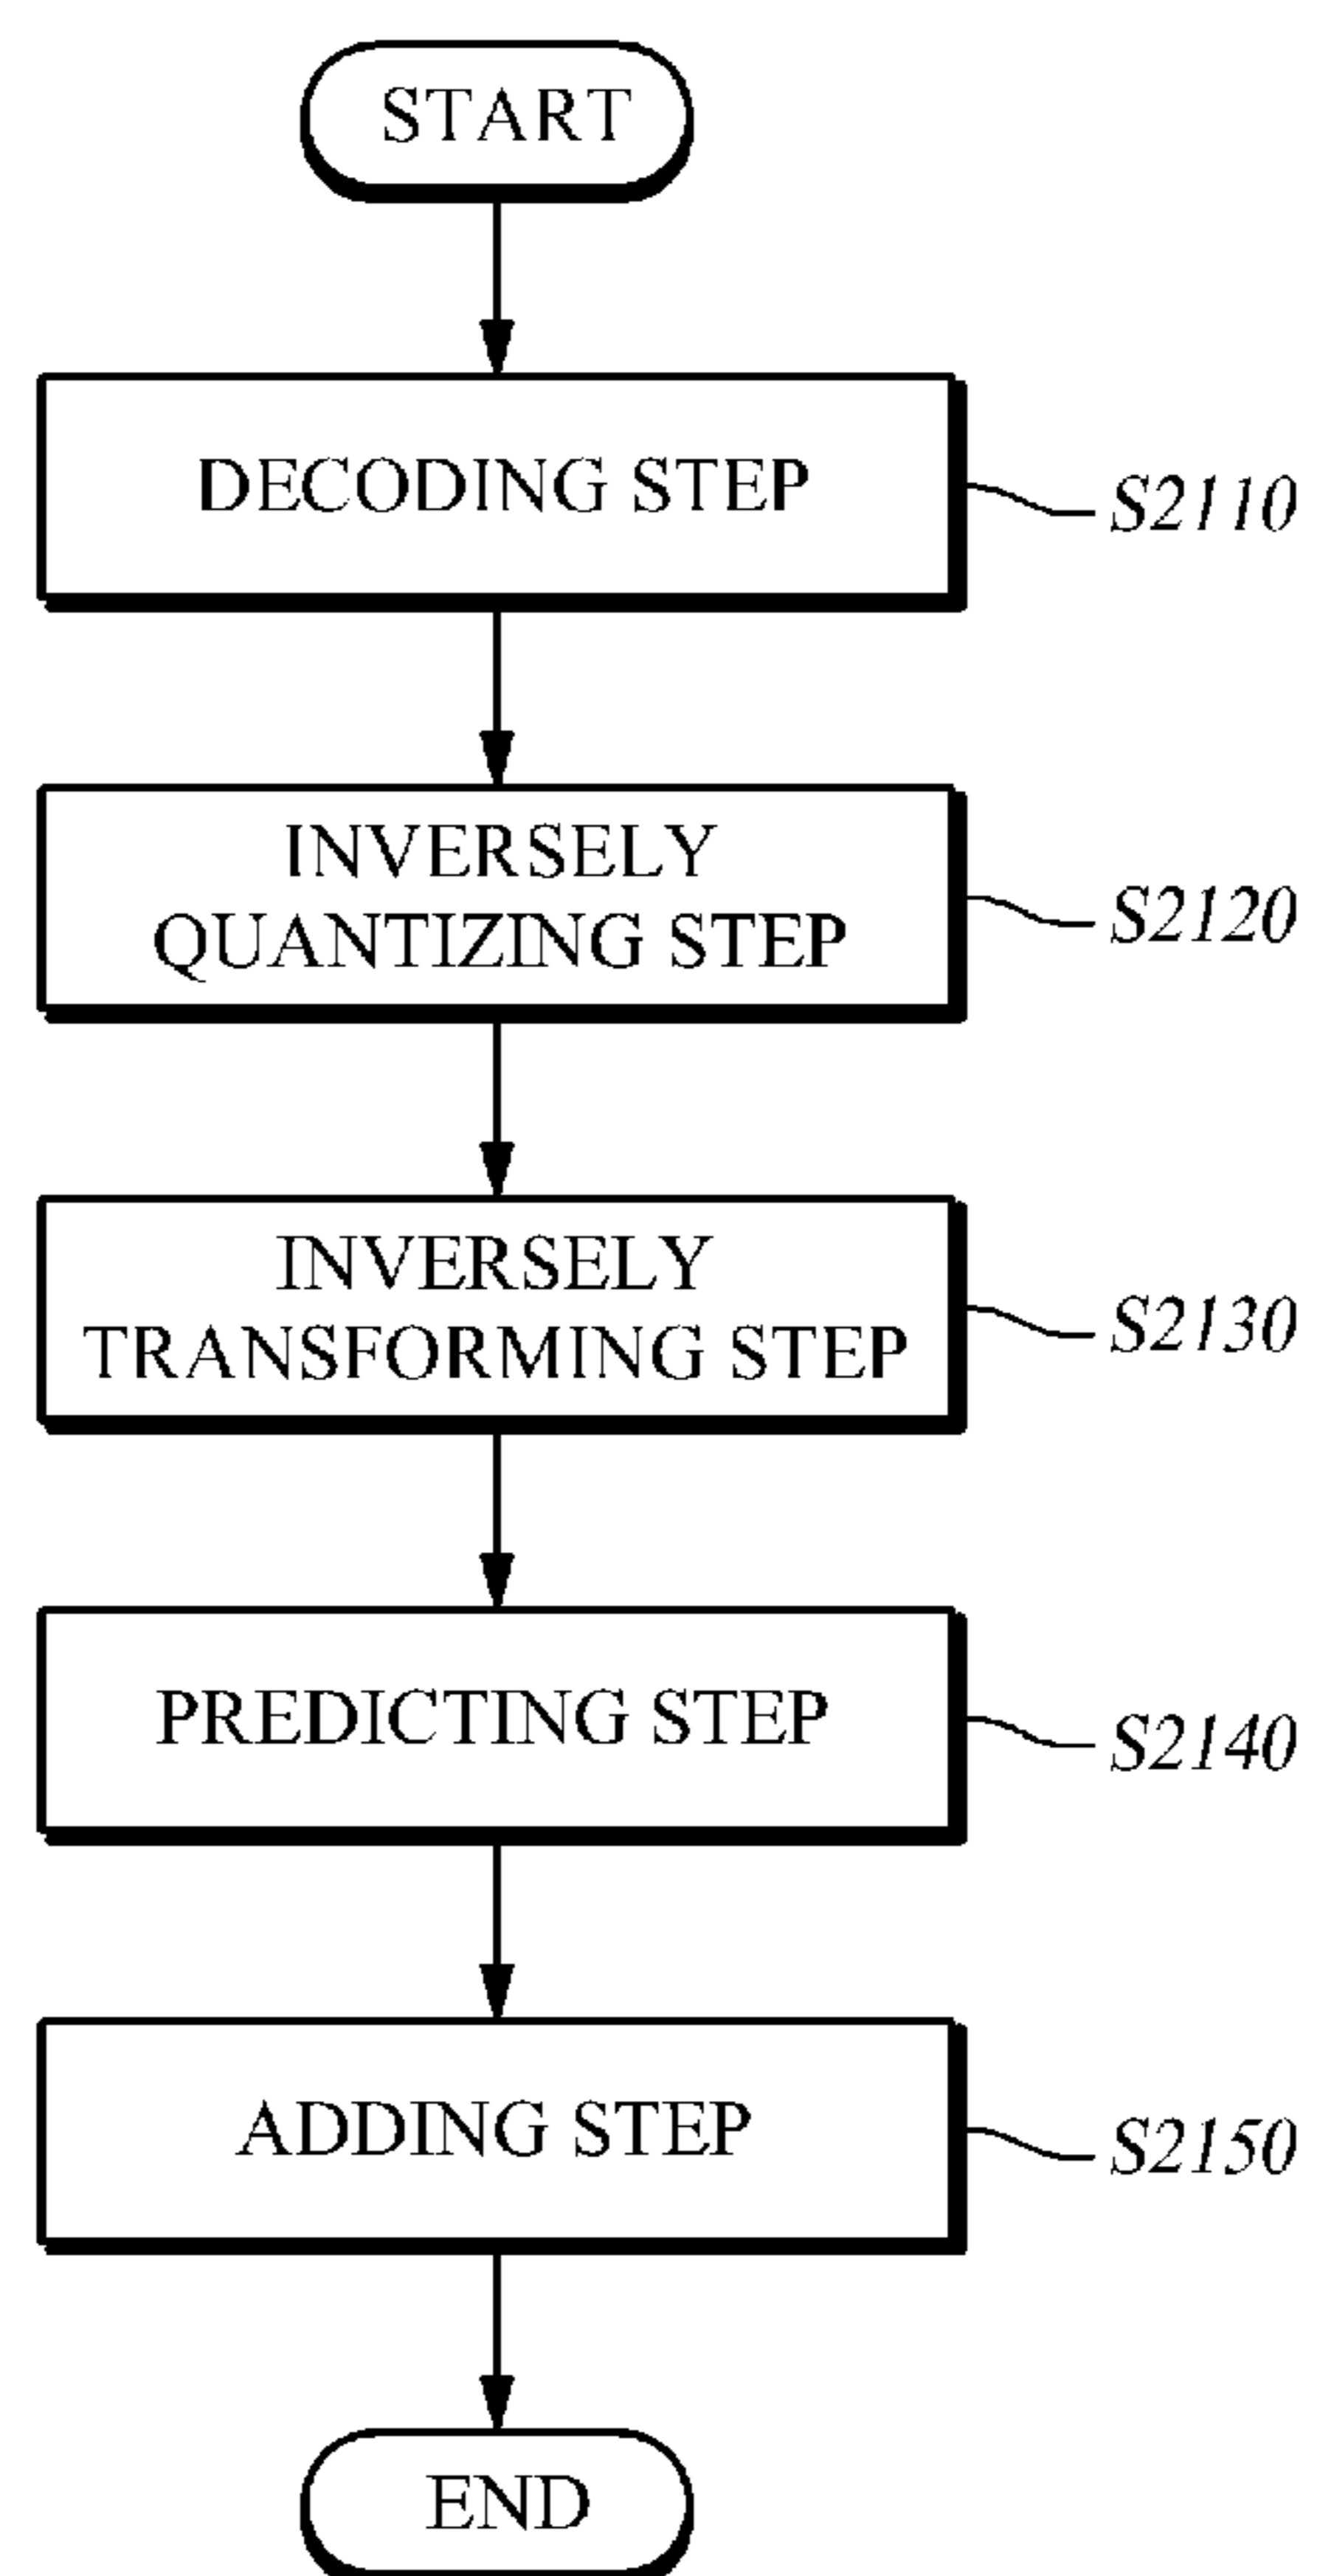 START
DECODING STEP
S2110
INVERSELY
QUANTIZING STEP
S2120
INVERSELY
TRANSFORMING STEP
S2130
PREDICTING STEP
S2140
ADDING STEP
S2150
END